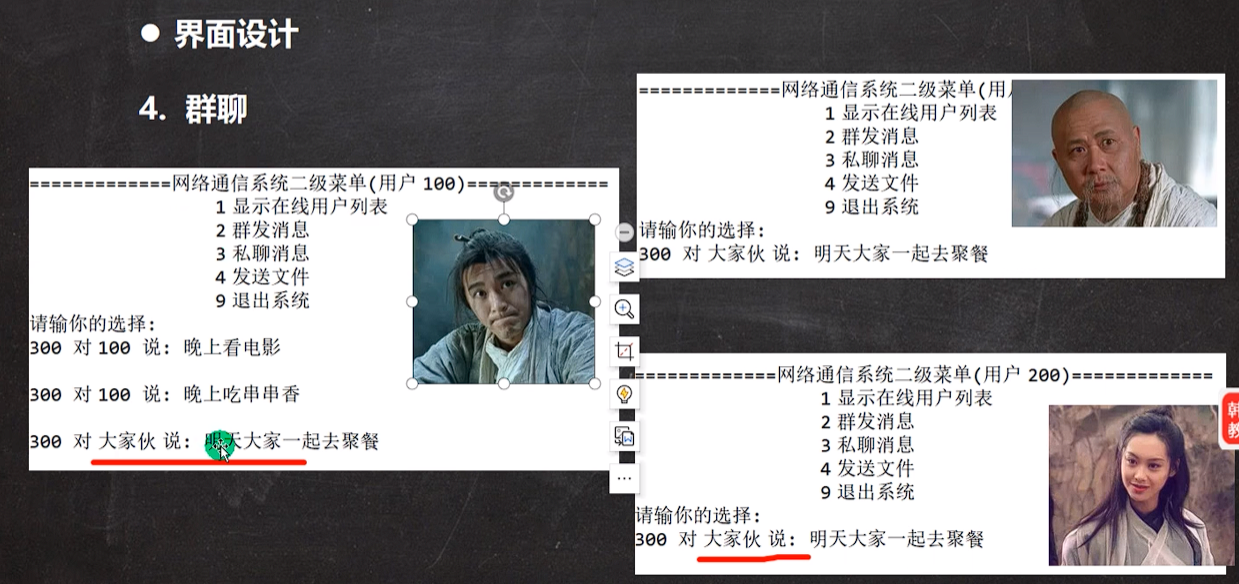 ● 界面设计
4. 群聊
=============网络通信系统二级菜单(用户 100)=============
1 显示在线用户列表
2 群发消息
3 私聊消息
4 发送文件
9 退出系统
请输你的选择:
300 对 100 说: 晚上看电影
300 对 100 说: 晚上吃串串香
300 对 大家伙 说: 明天大家一起去聚餐
=============网络通信系统二级菜单(用
1 显示在线用户列表
2 群发消息
3 私聊消息
4 发送文件
9 退出系统
请输你的选择:
300 对 大家伙 说: 明天大家一起去聚餐
=============网络通信系统二级菜单(用户 200)=============
1 显示在线用户列表
2 群发消息
3 私聊消息
4 发送文件
9 退出系统
请输你的选择:
300 对 大家伙 说: 明天大家一起去聚餐
韩
教